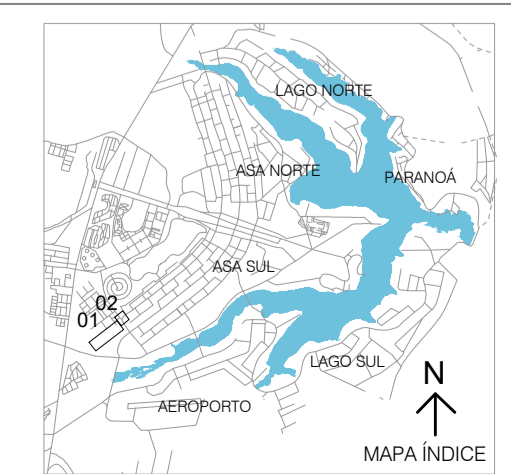 LAGO NORTE
ASA NORTE
PARANOÁ
ASA SUL
02
01
LAGO SUL
N
AEROPORTO
MAPA ÍNDICE